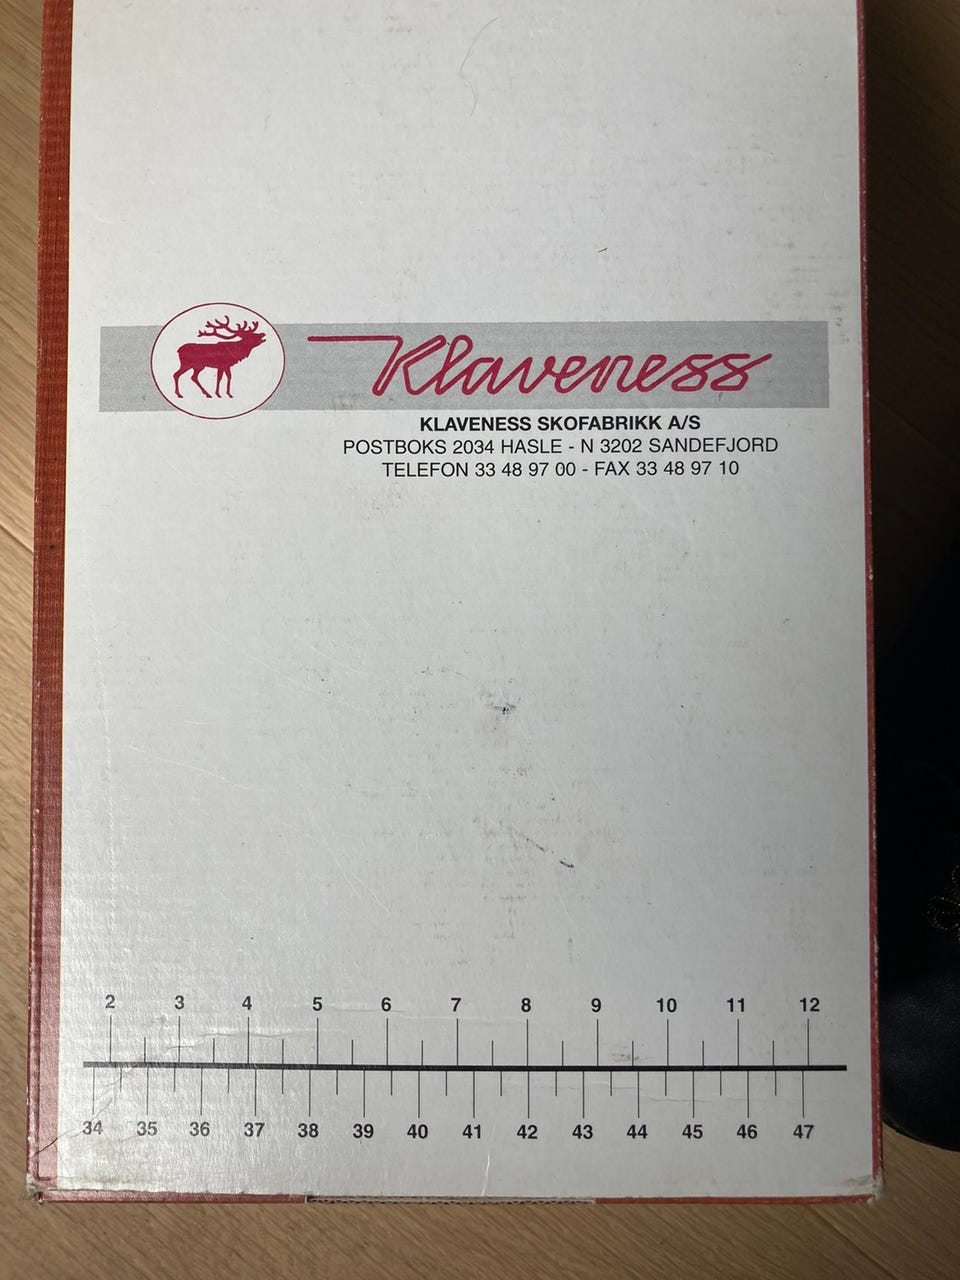 Klaveness
KLAVENESS SKOFABRIKK A/S
POSTBOKS 2034 HASLE - N 3202 SANDEFJORD
TELEFON 33 48 97 00 - FAX 33 48 97 10
2 3 4 5 6 7 8 9 10 11 12
34 35 36 37 38 39 40 41 42 43 44 45 46 47